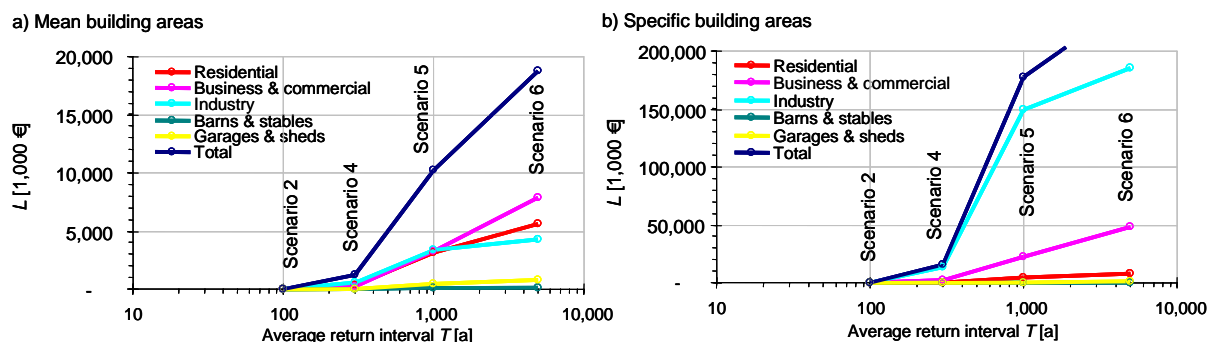 a) Mean building areas
L [1,000 €]
20,000
15,000
10,000
5,000
-
Residential
Business & commercial
Industry
Barns & stables
Garages & sheds
Total
Scenario 2
Scenario 4
Scenario 5
Scenario 6
10
100
1,000
10,000
Average return interval T [a]
b) Specific building areas
L [1,000 €]
200,000
150,000
100,000
50,000
-
Residential
Business & commercial
Industry
Barns & stables
Garages & sheds
Total
Scenario 2
Scenario 4
Scenario 5
Scenario 6
10
100
1,000
10,000
Average return interval T [a]